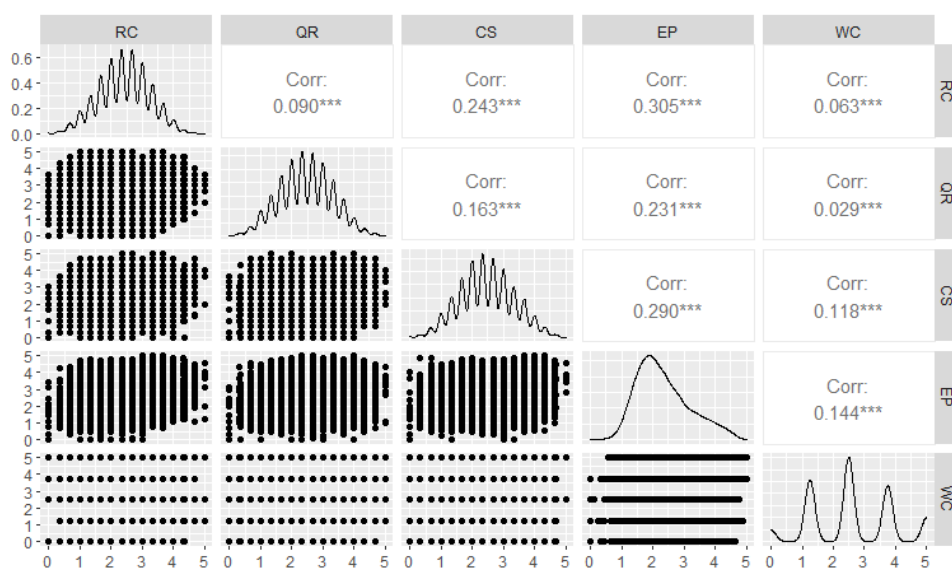 RC QR CS EP WC
0.6
0.4
0.2
0.0
Corr:
0.090***
Corr:
0.243***
Corr:
0.305***
Corr:
0.063***
RC
5
4
3
2
1
0
Corr:
0.163***
Corr:
0.231***
Corr:
0.029***
QR
5
4
3
2
1
0
Corr:
0.290***
Corr:
0.118***
CS
5
4
3
2
1
0
Corr:
0.144***
EP
5
4
3
2
1
0
WC
0 1 2 3 4 5 0 1 2 3 4 5 0 1 2 3 4 5 0 1 2 3 4 5 0 1 2 3 4 5